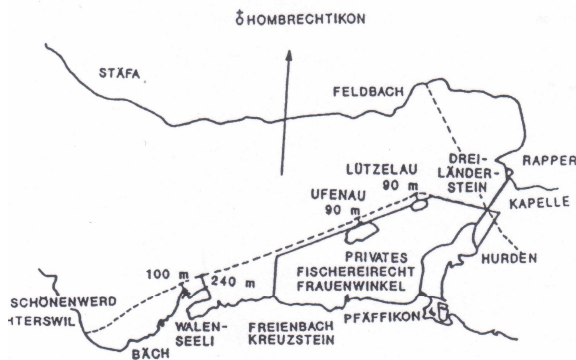 HOMBRECHTIKON
STÄFA
FELDBACH
DREI-
LÄNDER-
STEIN
RAPPER
LÜTZELAU
90 m
KAPELLE
UFENAU
90 m
HURDEN
PRIVATES
FISCHEREIRECHT
FRAUENWINKEL
100 m
240 m
SCHÖNENWERD
HTERSWIL
WALEN-
SEELI
FREIENBACH
KREUZSTEIN
PFÄFFIKON
BÄCH